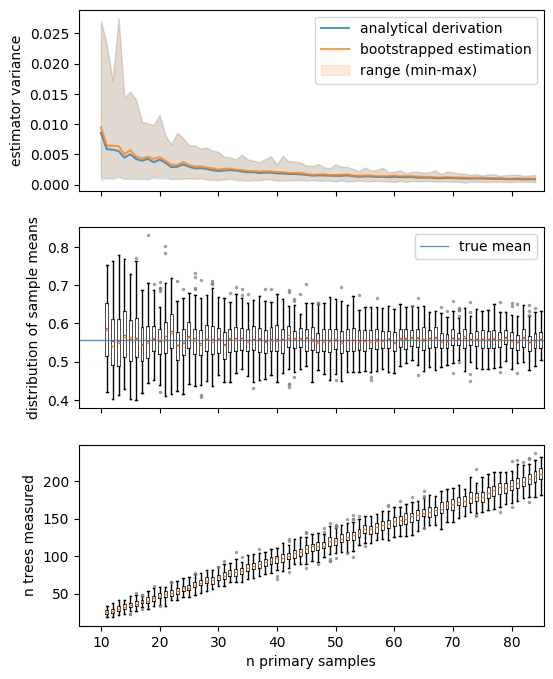 estimator variance
0.025
0.020
0.015
0.010
0.005
0.000
analytical derivation
bootstrapped estimation
range (min-max)
distribution of sample means
0.8
0.7
0.6
0.5
0.4
true mean
n trees measured
200
150
100
50
10 20 30 40 50 60 70 80
n primary samples